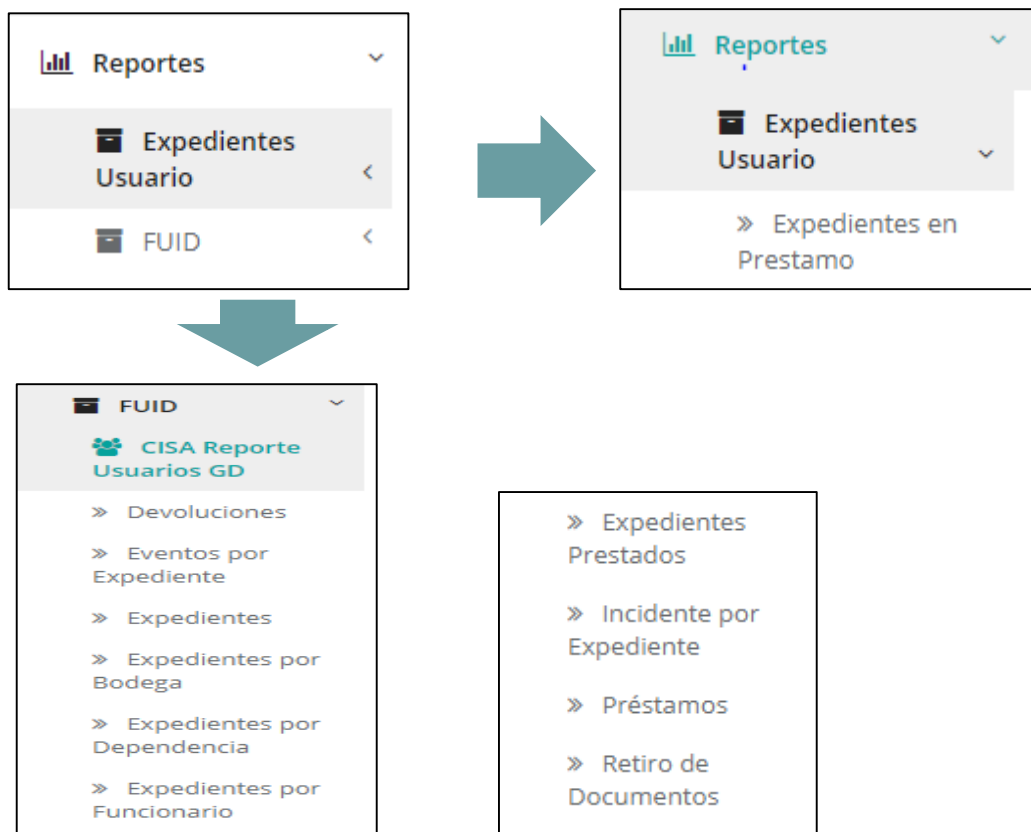 Reportes
Expedientes
Usuario
FUID
Reportes
Expedientes
Usuario
Expedientes en
Prestamo
FUID
CISA Reporte
Usuarios GD
Devoluciones
Eventos por
Expediente
Expedientes
Expedientes por
Bodega
Expedientes por
Dependencia
Expedientes por
Funcionario
Expedientes
Prestados
Incidente por
Expediente
Préstamos
Retiro de
Documentos